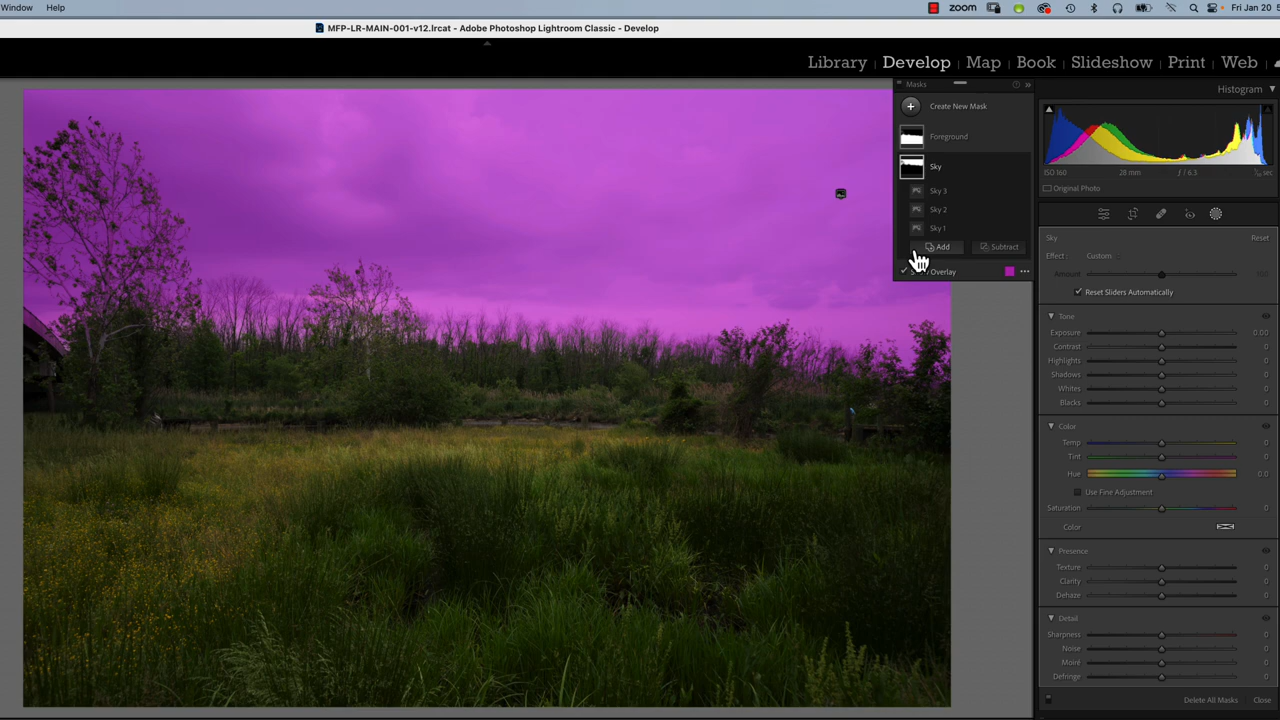 Window Help
zoom
Fri Jan 20
MFP-LR-MAIN-001-v12.lrcat - Adobe Photoshop Lightroom Classic - Develop
Library | Develop | Map | Book | Slideshow | Print | Web
Masks
Create New Mask
Foreground
Sky
Sky 3
Sky 2
Sky 1
Add Subtract
Overlay
Histogram
ISO 160 28 mm ƒ / 6.3 sec
Original Photo
Sky Reset
Effect : Custom
Amount 100
Reset Sliders Automatically
Tone
Exposure 0.00
Contrast 0
Highlights 0
Shadows 0
Whites 0
Blacks 0
Color
Temp 0
Tint 0
Hue 0.0
Use Fine Adjustment
Saturation 0
Color
Presence
Texture 0
Clarity 0
Dehaze 0
Detail
Sharpness 0
Noise 0
Moiré 0
Defringe 0
Delete All Masks Close